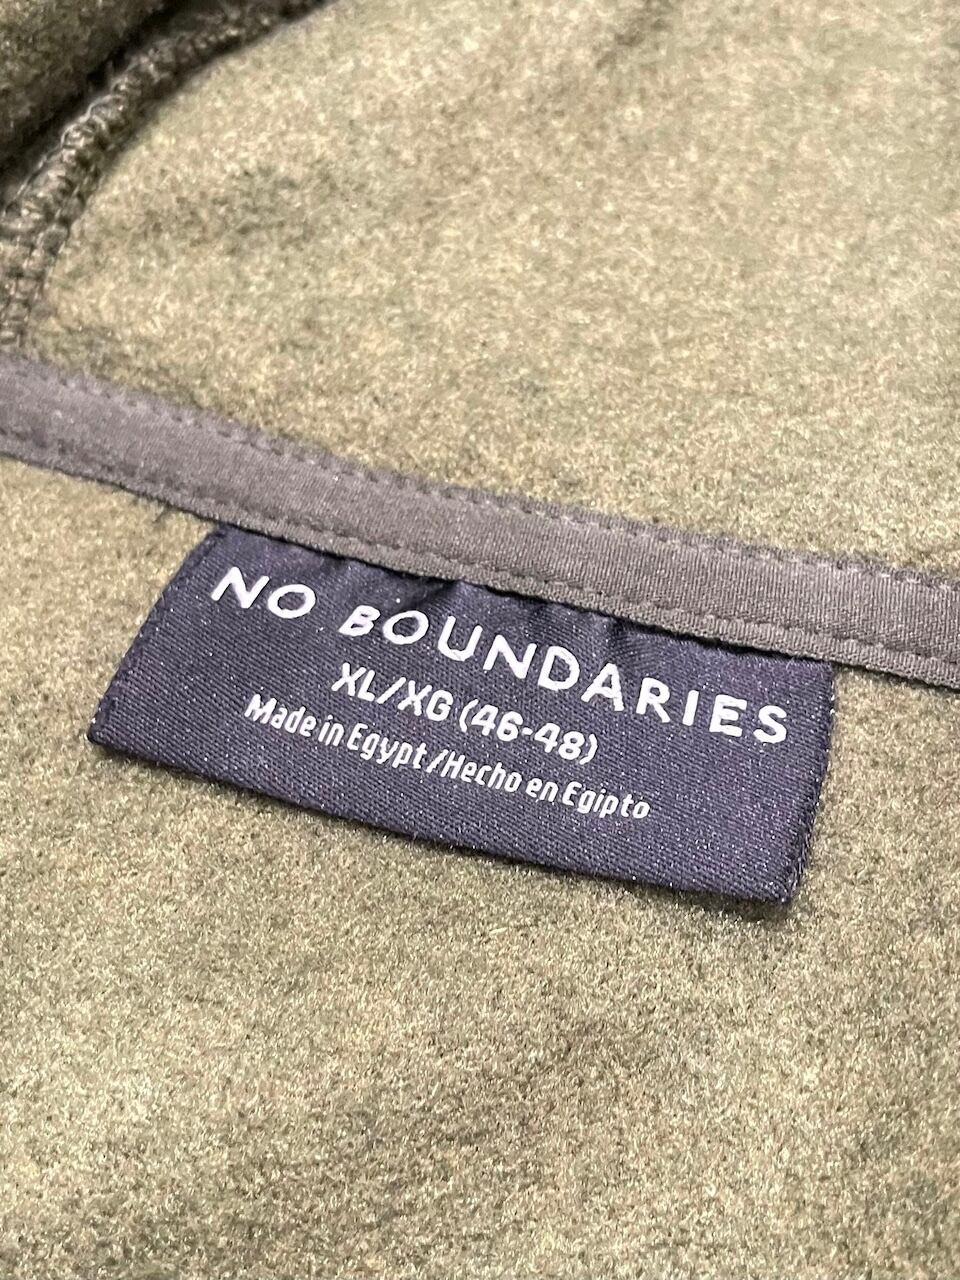 NO BOUNDARIES
XL/XG (46-48)
Made in Egypt/Hecho en Egipto